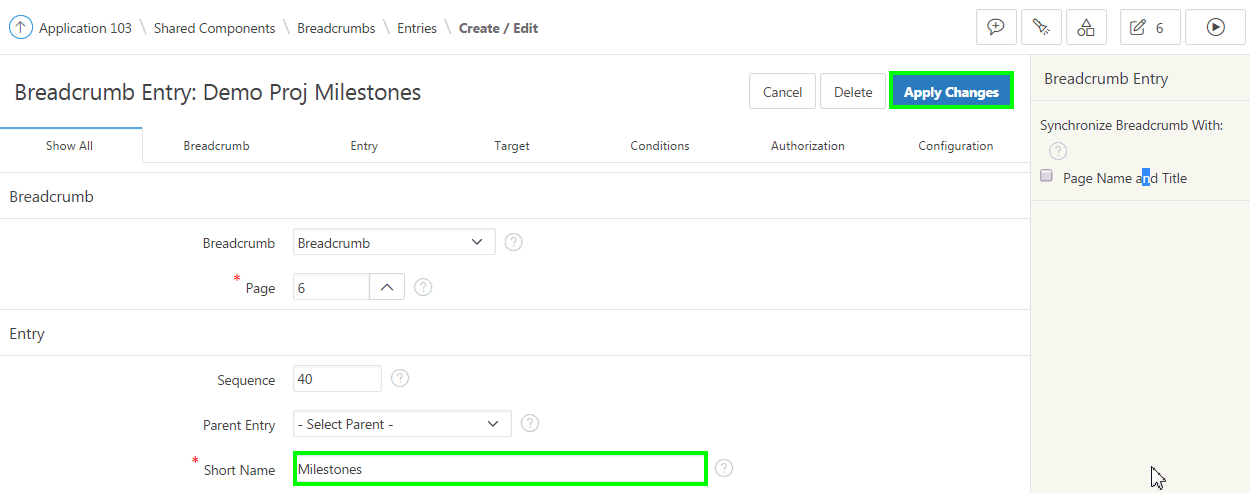 Application 103 \ Shared Components \ Breadcrumbs \ Entries \ Create / Edit
6
Breadcrumb Entry: Demo Proj Milestones
Cancel
Delete
Apply Changes
Show All
Breadcrumb
Entry
Target
Conditions
Authorization
Configuration
Breadcrumb
Breadcrumb Breadcrumb ?
* Page 6 ?
Entry
Sequence 40 ?
Parent Entry - Select Parent - ?
* Short Name Milestones ?
Breadcrumb Entry
Synchronize Breadcrumb With:
?
Page Name and Title